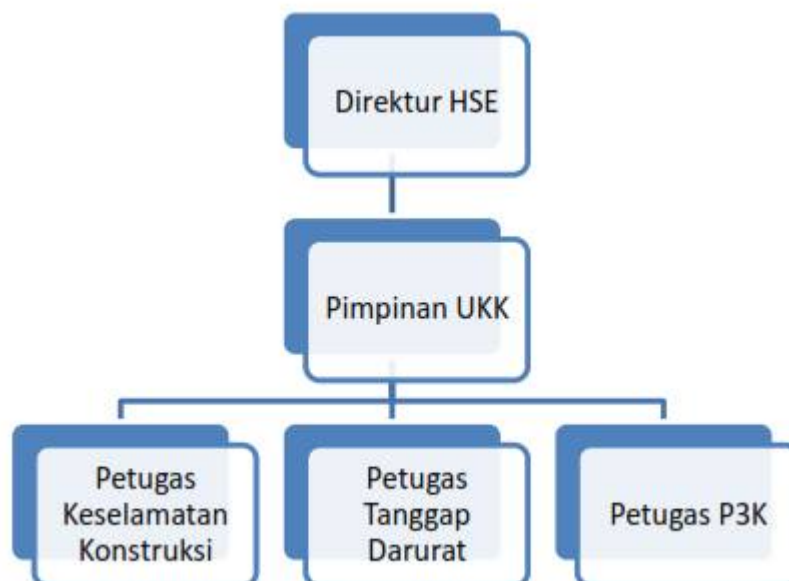 Direktur HSE
Pimpinan UKK
Petugas
Keselamatan
Konstruksi
Petugas
Tanggap
Darurat
Petugas P3K